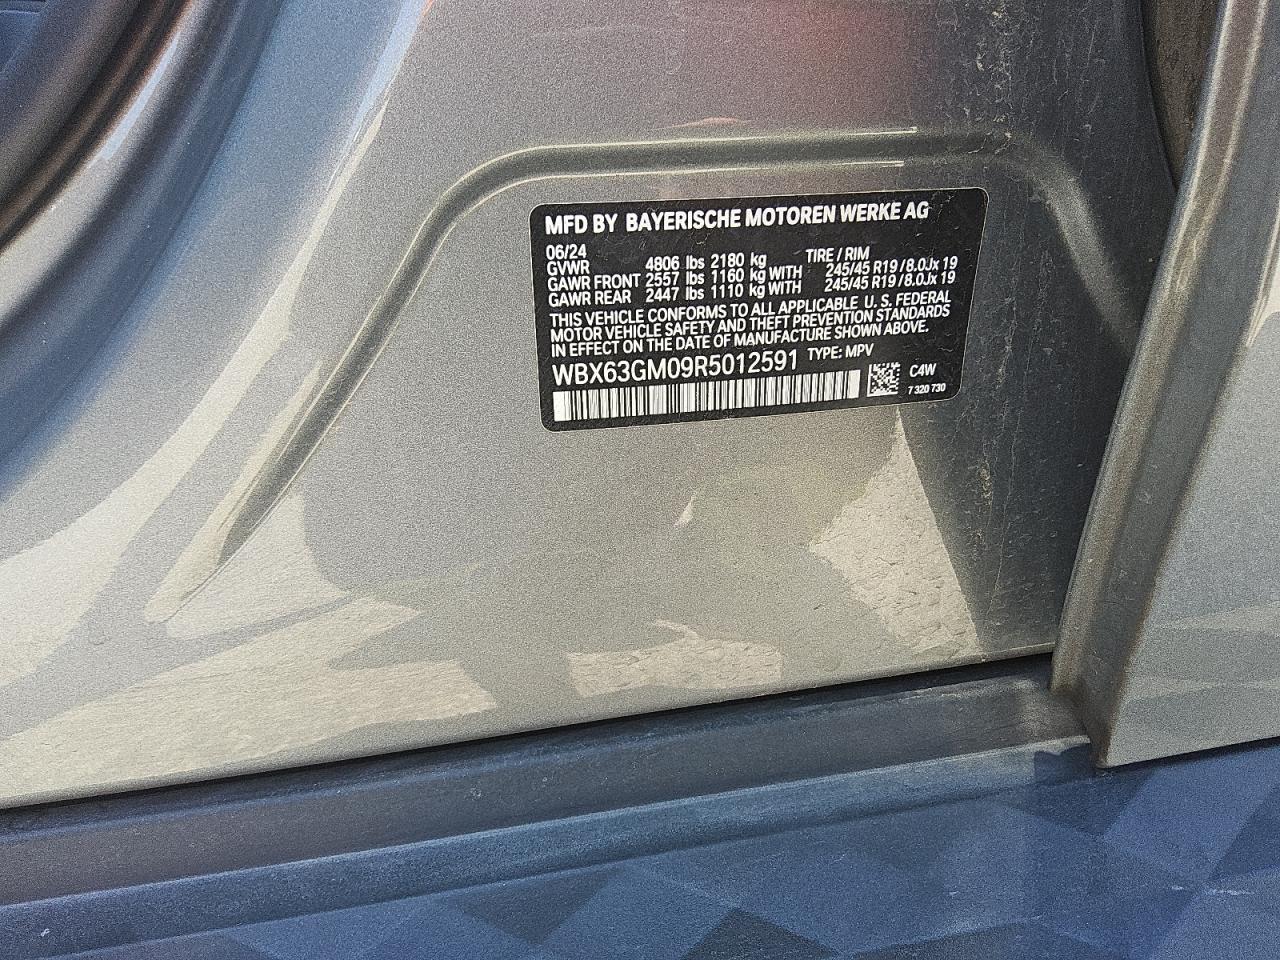 MFD BY BAYERISCHE MOTOREN WERKE AG
06/24
GVWR 4806 lbs 2180 kg TIRE / RIM
GAWR FRONT 2557 lbs 1160 kg WITH 245/45 R19 / 8.0Jx 19
GAWR REAR 2447 lbs 1110 kg WITH 245/45 R19 / 8.0Jx 19
THIS VEHICLE CONFORMS TO ALL APPLICABLE U. S. FEDERAL
MOTOR VEHICLE SAFETY AND THEFT PREVENTION STANDARDS
IN EFFECT ON THE DATE OF MANUFACTURE SHOWN ABOVE.
WBX63GM09R5012591 TYPE: MPV
C4W
7 320 730